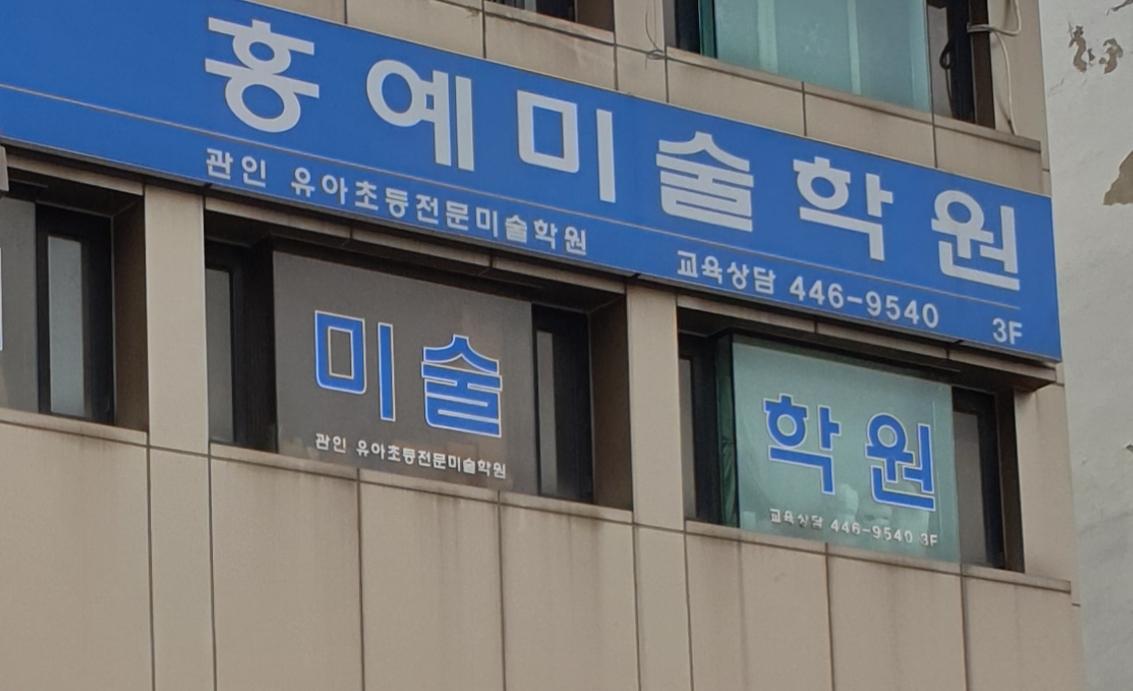 홍예미술학원
관인 유아초등전문미술학원 교육상담 446-9540 3F
미술 학원
관인 유아초등전문미술학원
교육상담 446-9540 3F